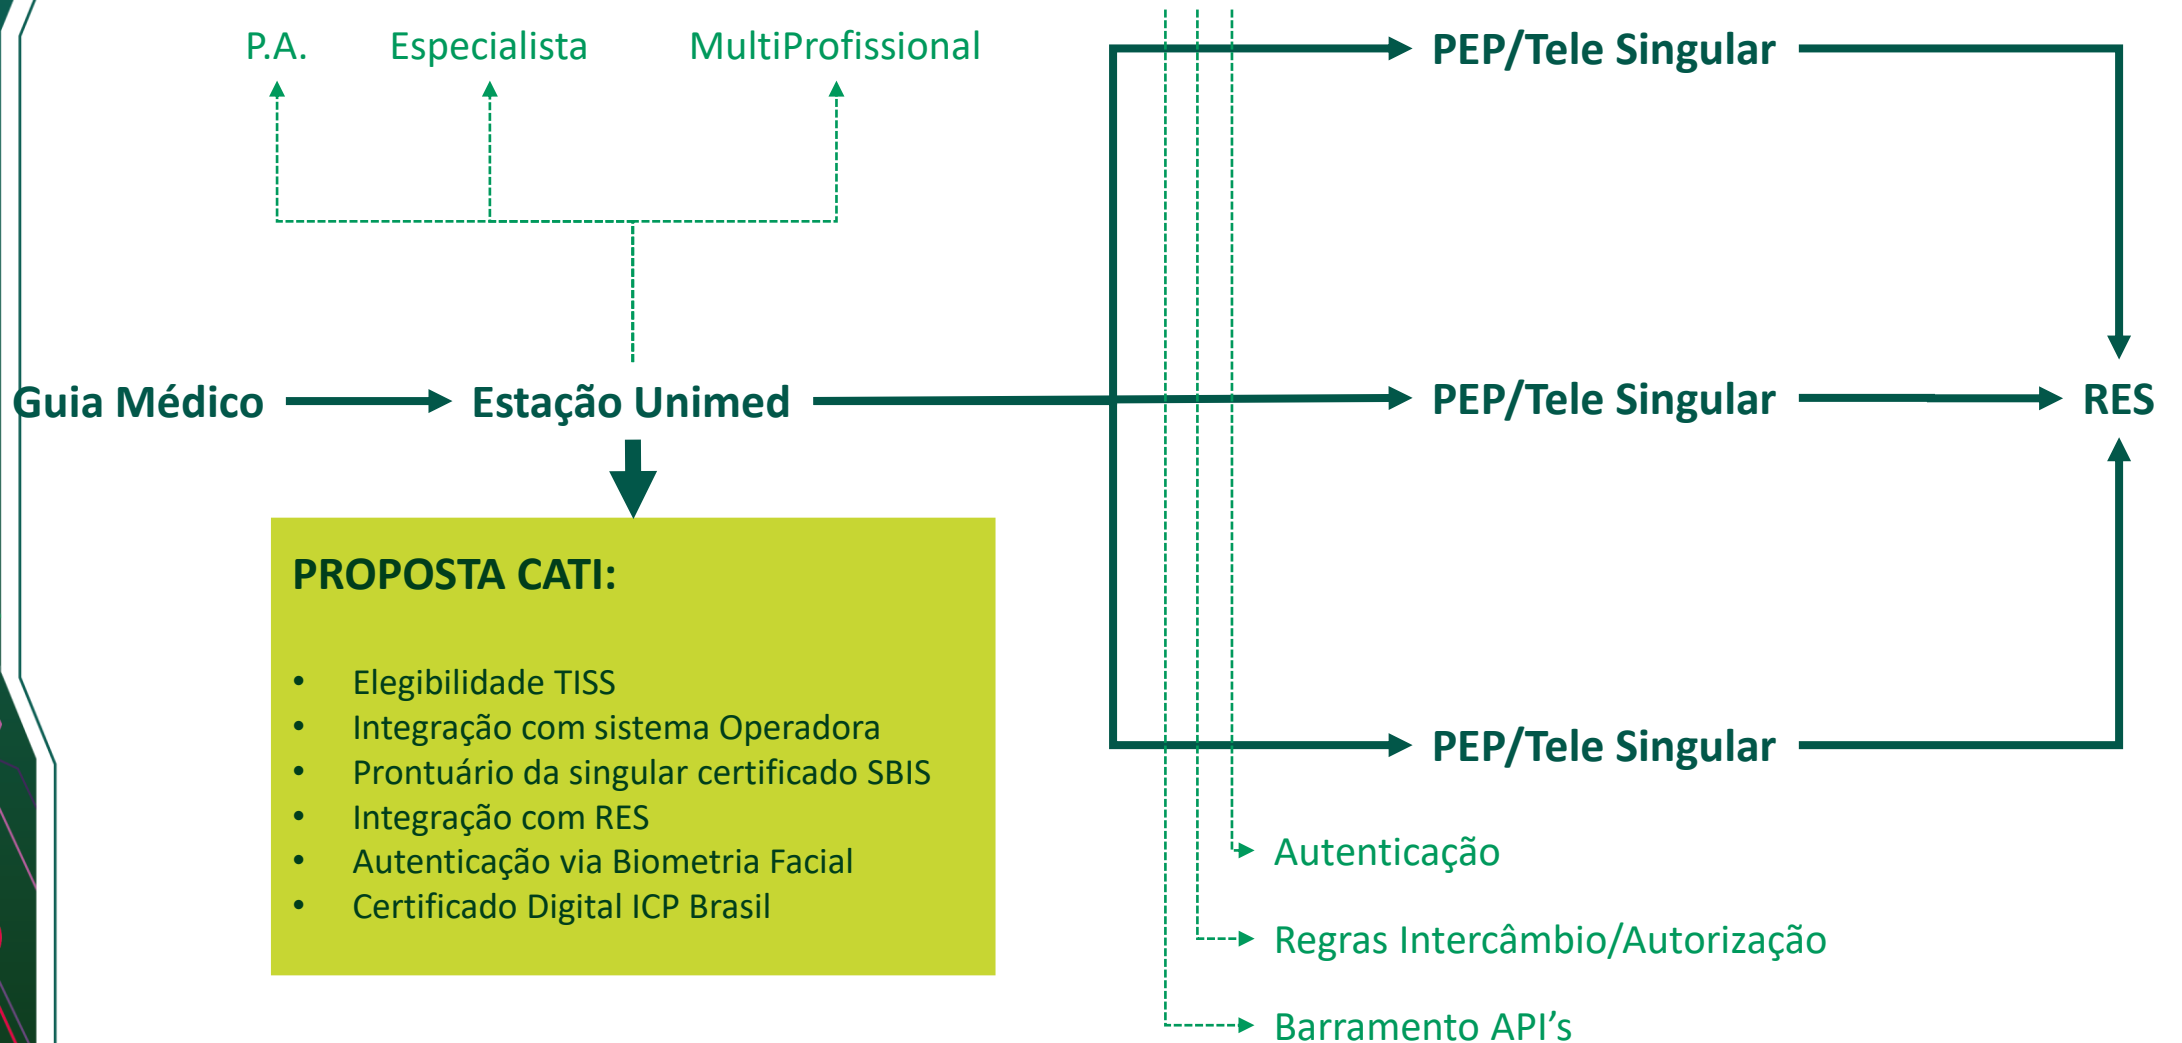 P.A.
Especialista
MultiProfissional
PEP/Tele Singular
Guia Médico
Estação Unimed
PEP/Tele Singular
RES
PROPOSTA CATI:
• Elegibilidade TISS
• Integração com sistema Operadora
• Prontuário da singular certificado SBIS
• Integração com RES
• Autenticação via Biometria Facial
• Certificado Digital ICP Brasil
PEP/Tele Singular
Autenticação
Regras Intercâmbio/Autorização
Barramento API’s